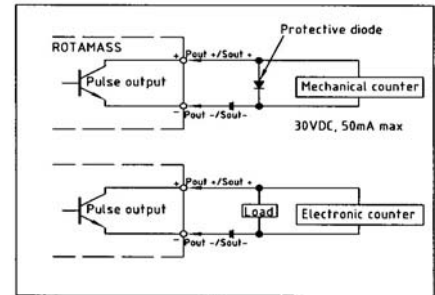 Protective diode
ROTAMASS
+ Pout +/Sout +
Pulse output
Mechanical counter
- Pout -/Sout-
30VDC, 50mA max
+ Pout +/Sout +
Pulse output
Load
Electronic counter
- Pout -/Sout-